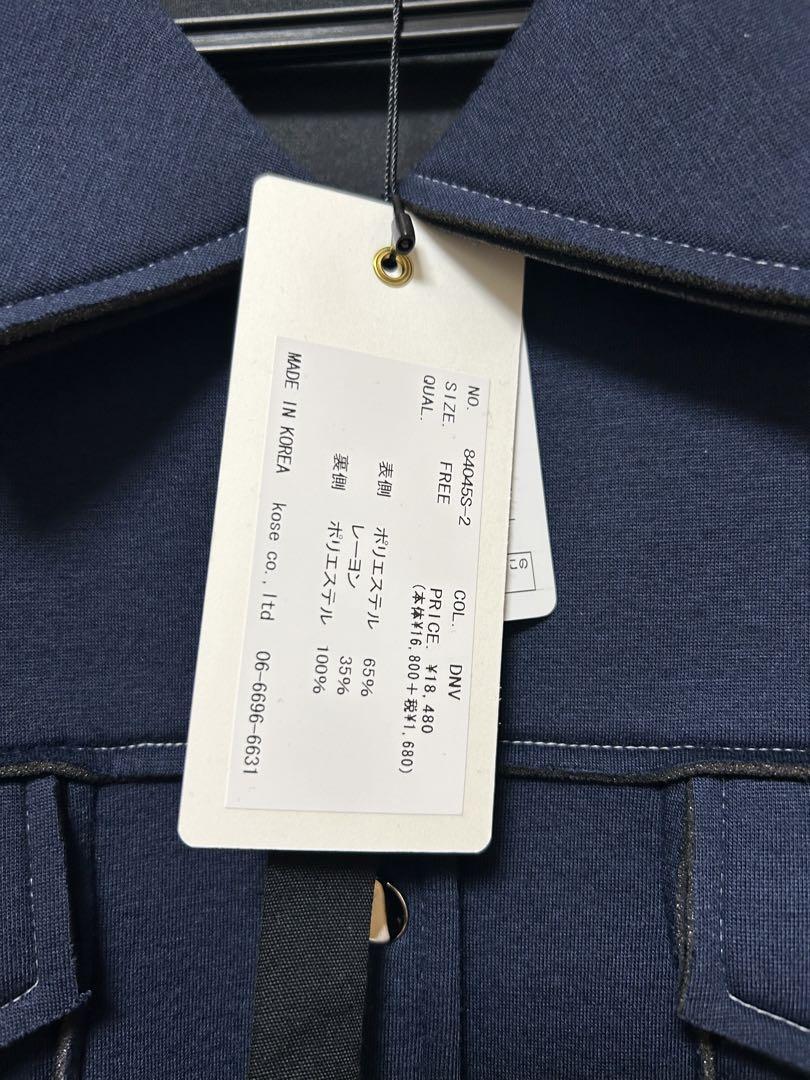 NO. 84045S-2 COL. DNV
SIZE. FREE PRICE. ¥18,480
QUAL. (本体¥16,800+税¥1,680)
表側 ポリエステル 65%
レーヨン 35%
裏側 ポリエステル 100%
MADE IN KOREA kose co.,ltd 06-6696-6631